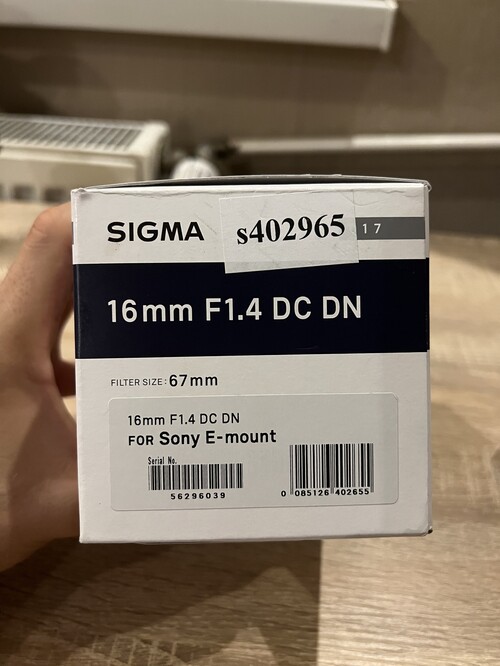 SIGMA
s402965
17
16mm F1.4 DC DN
FILTER SIZE: 67mm
16mm F1.4 DC DN
FOR Sony E-mount
Serial No.
56296039
0 085126 402655